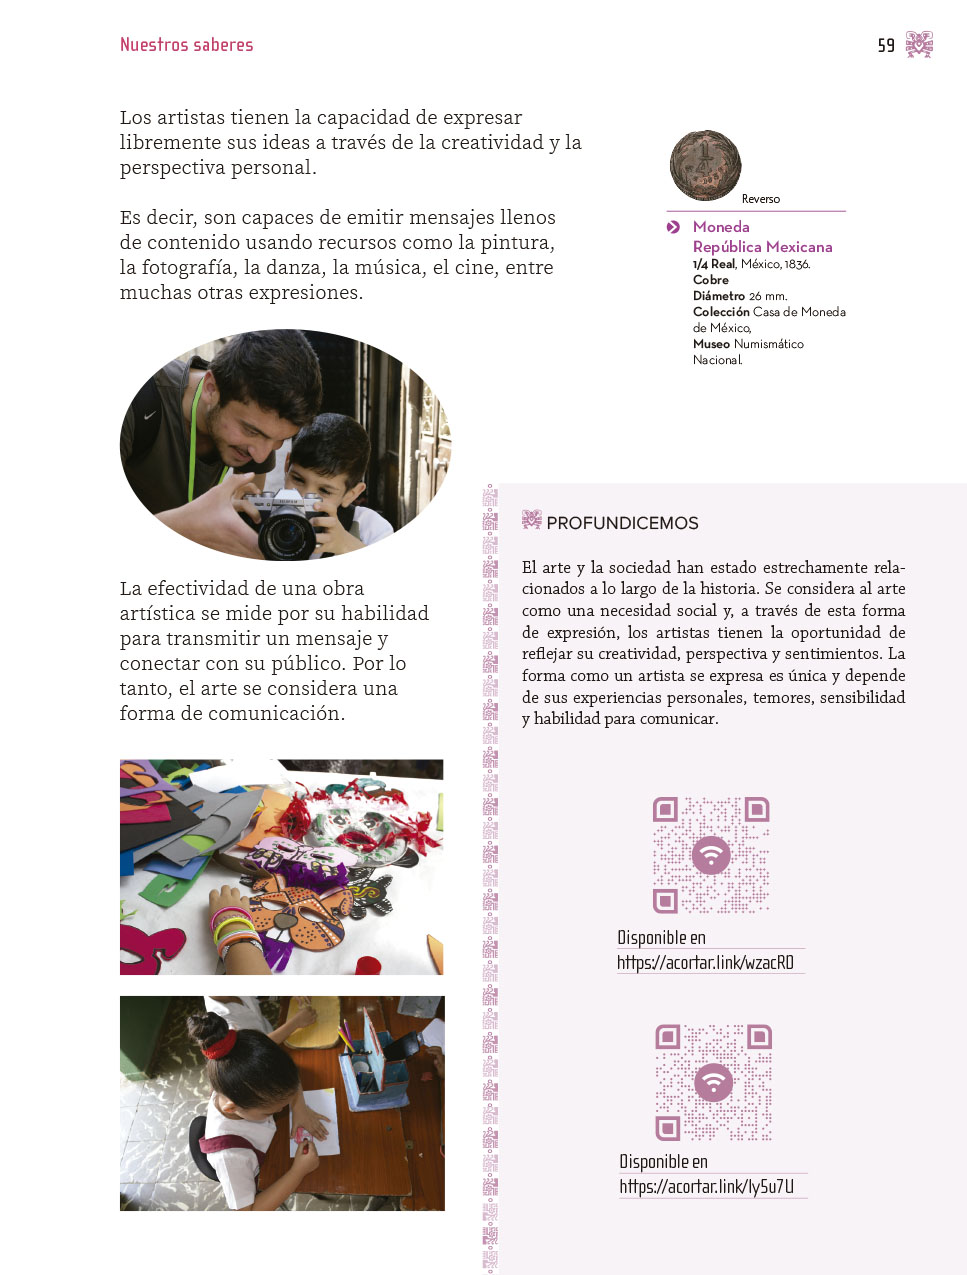 Nuestros saberes
59
Los artistas tienen la capacidad de expresar
libremente sus ideas a través de la creatividad y la
perspectiva personal.
Es decir, son capaces de emitir mensajes llenos
de contenido usando recursos como la pintura,
la fotografía, la danza, la música, el cine, entre
muchas otras expresiones.
1/4
Reverso
Moneda
República Mexicana
1/4 Real, México, 1836.
Cobre
Diámetro 26 mm.
Colección Casa de Moneda
de México,
Museo Numismático
Nacional.
La efectividad de una obra
artística se mide por su habilidad
para transmitir un mensaje y
conectar con su público. Por lo
tanto, el arte se considera una
forma de comunicación.
PROFUNDICEMOS
El arte y la sociedad han estado estrechamente rela-
cionados a lo largo de la historia. Se considera al arte
como una necesidad social y, a través de esta forma
de expresión, los artistas tienen la oportunidad de
reflejar su creatividad, perspectiva y sentimientos. La
forma como un artista se expresa es única y depende
de sus experiencias personales, temores, sensibilidad
y habilidad para comunicar.
Disponible en
https://acortar.link/wzacRD
Disponible en
https://acortar.link/Iy5u7U